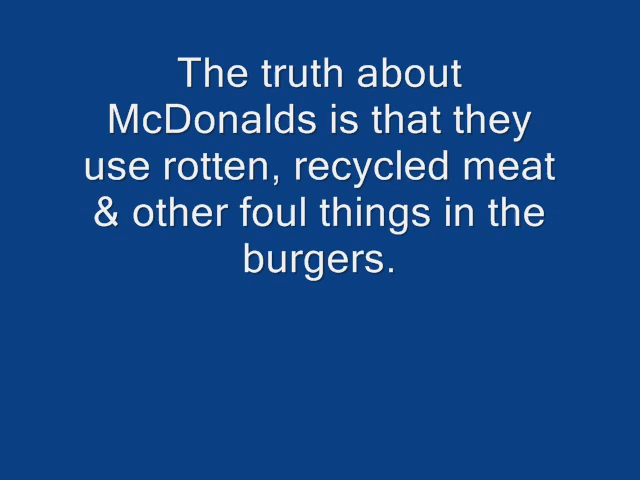 The truth about
McDonalds is that they
use rotten, recycled meat
& other foul things in the
burgers.